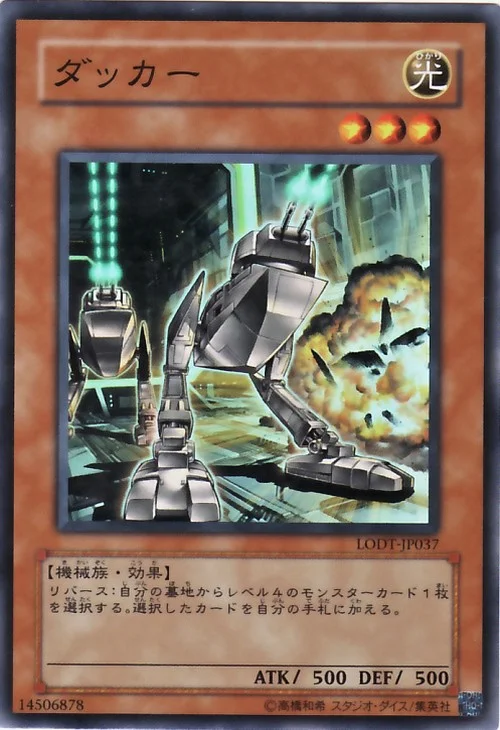 ダッカー
ひかり
光
LODT-JP037
【機械族・効果】
リバース:自分の墓地からレベル4のモンスターカード1枚
を選択する。選択したカードを自分の手札に加える。
ATK/ 500 DEF/ 500
14506878 ©高橋和希 スタジオ・ダイス/集英社